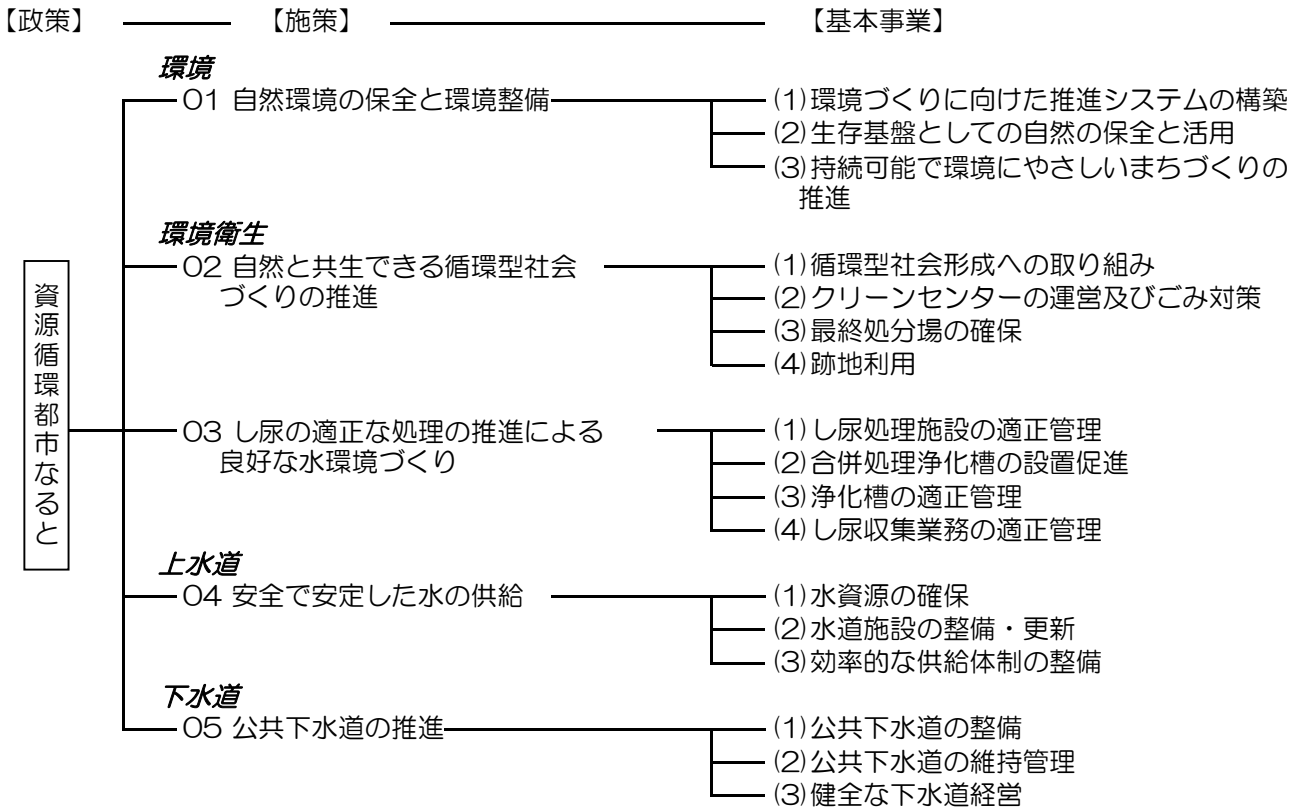 【政策】 【施策】 【基本事業】
資源循環都市なると
環境
01 自然環境の保全と環境整備
(1)環境づくりに向けた推進システムの構築
(2)生存基盤としての自然の保全と活用
(3)持続可能で環境にやさしいまちづくりの
推進
環境衛生
02 自然と共生できる循環型社会
づくりの推進
(1)循環型社会形成への取り組み
(2)クリーンセンターの運営及びごみ対策
(3)最終処分場の確保
(4)跡地利用
03 し尿の適正な処理の推進による
良好な水環境づくり
(1)し尿処理施設の適正管理
(2)合併処理浄化槽の設置促進
(3)浄化槽の適正管理
(4)し尿収集業務の適正管理
上水道
04 安全で安定した水の供給
(1)水資源の確保
(2)水道施設の整備・更新
(3)効率的な供給体制の整備
下水道
05 公共下水道の推進
(1)公共下水道の整備
(2)公共下水道の維持管理
(3)健全な下水道経営